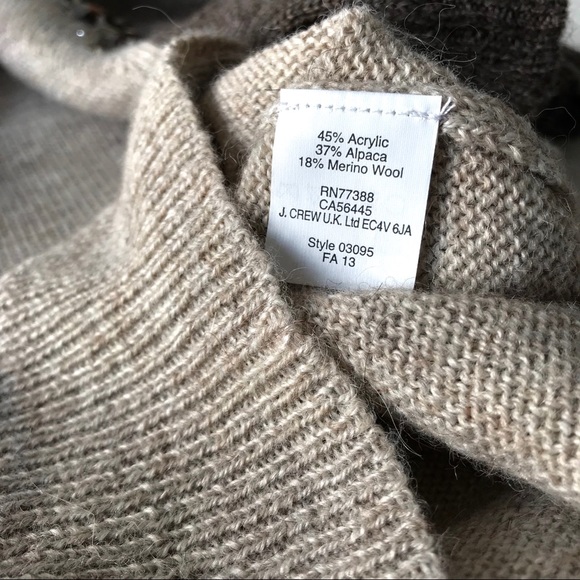 45% Acrylic
37% Alpaca
18% Merino Wool
RN77388
CA56445
J. CREW U.K. Ltd EC4V 6JA
Style 03095
FA 13